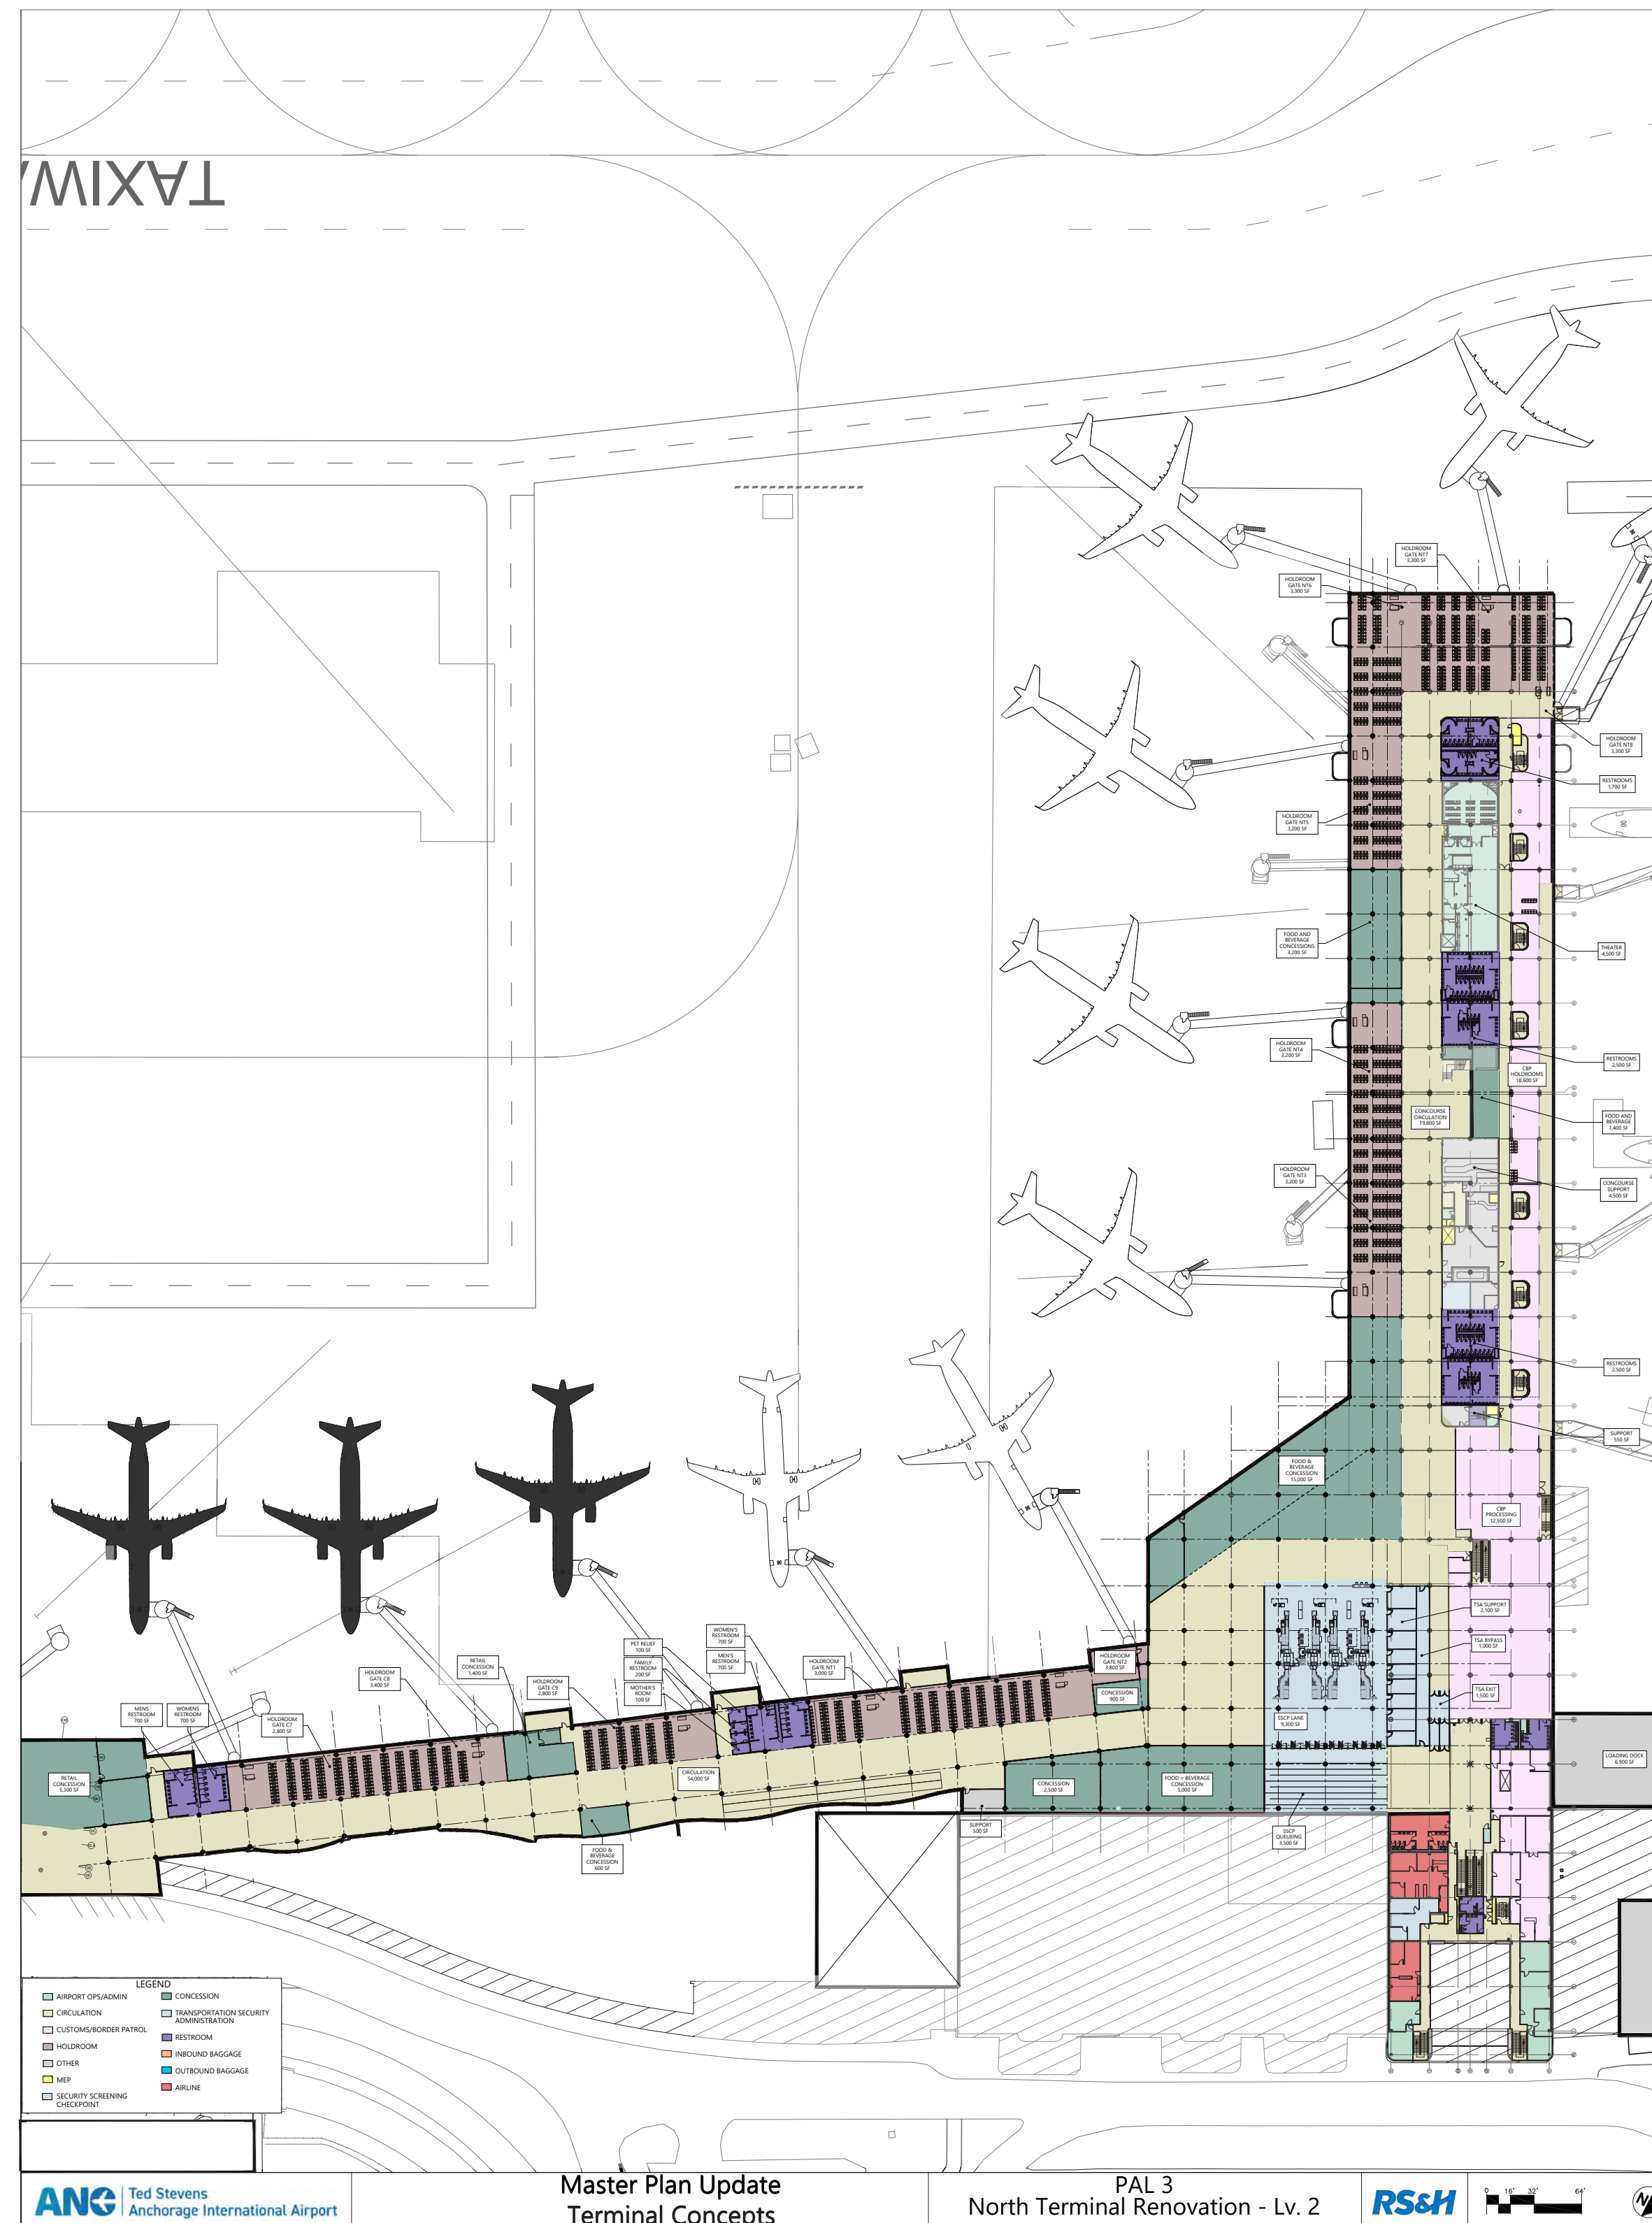 TAXIWA
HOLDROOM
GATE NT7
3,300 SF
HOLDROOM
GATE NT6
3,300 SF
HOLDROOM
GATE NT8
3,300 SF
RESTROOMS
1,700 SF
HOLDROOM
GATE NT5
3,200 SF
FOOD AND
BEVERAGE
CONCESSIONS
3,200 SF
THEATER
4,500 SF
HOLDROOM
GATE NT4
3,200 SF
RESTROOMS
2,500 SF
CBP
HOLDROOMS
18,600 SF
CONCOURSE
CIRCULATION
19,800 SF
FOOD AND
BEVERAGE
1,400 SF
HOLDROOM
GATE NT3
3,200 SF
CONCOURSE
SUPPORT
4,500 SF
RESTROOMS
2,500 SF
SUPPORT
550 SF
FOOD &
BEVERAGE
CONCESSION
15,000 SF
CBP
PROCESSING
12,500 SF
TSA SUPPORT
2,100 SF
TSA BYPASS
1,000 SF
TSA EXIT
1,500 SF
SSCP LANE
9,300 SF
LOADING DOCK
6,900 SF
HOLDROOM
GATE NT2
3,800 SF
CONCESSION
900 SF
WOMEN'S
RESTROOM
700 SF
PET RELIEF
100 SF
MEN'S
RESTROOM
700 SF
FAMILY
RESTROOM
200 SF
MOTHER'S
ROOM
100 SF
HOLDROOM
GATE NT1
3,000 SF
RETAIL
CONCESSION
1,400 SF
HOLDROOM
GATE C8
3,400 SF
HOLDROOM
GATE C9
2,800 SF
MENS
RESTROOM
700 SF
WOMENS
RESTROOM
700 SF
HOLDROOM
GATE C7
2,800 SF
RETAIL
CONCESSION
5,300 SF
CIRCULATION
54,000 SF
CONCESSION
2,500 SF
FOOD + BEVERAGE
CONCESSION
5,000 SF
SUPPORT
500 SF
SSCP
QUEUEING
3,500 SF
FOOD &
BEVERAGE
CONCESSION
600 SF
LEGEND
AIRPORT OPS/ADMIN
CIRCULATION
CUSTOMS/BORDER PATROL
HOLDROOM
OTHER
MEP
SECURITY SCREENING
CHECKPOINT
CONCESSION
TRANSPORTATION SECURITY
ADMINISTRATION
RESTROOM
INBOUND BAGGAGE
OUTBOUND BAGGAGE
AIRLINE
ANC
Ted Stevens
Anchorage International Airport
Master Plan Update
Terminal Concepts
PAL 3
North Terminal Renovation - Lv. 2
RS&H
0 16' 32' 64'
N